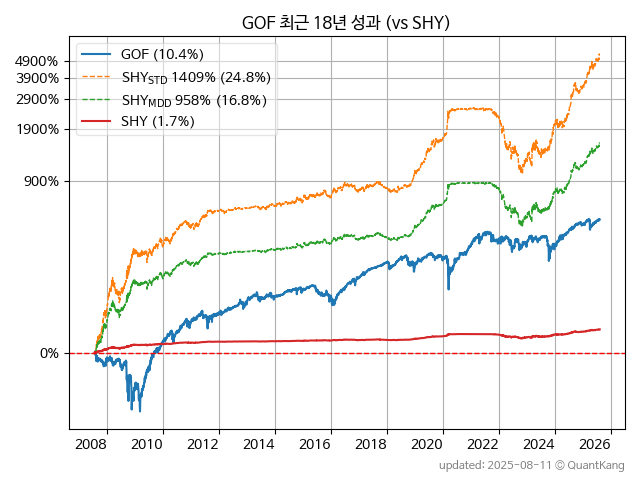 GOF 최근 18년 성과 (vs SHY)
GOF (10.4%)
SHY_STD 1409% (24.8%)
SHY_MDD 958% (16.8%)
SHY (1.7%)
4900%
3900%
2900%
1900%
900%
0%
2008 2010 2012 2014 2016 2018 2020 2022 2024 2026
updated: 2025-08-11 © QuantKang